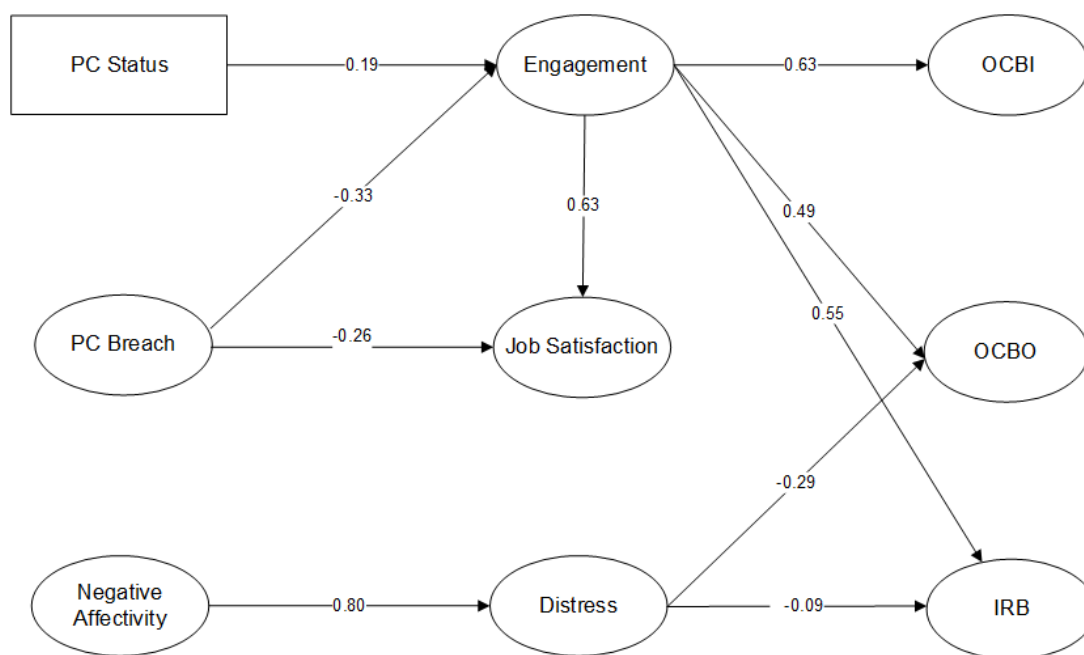 PC Status
0.19
Engagement
0.63
OCBI
-0.33
0.63
0.49
0.55
PC Breach
-0.26
Job Satisfaction
OCBO
-0.29
Negative
Affectivity
0.80
Distress
-0.09
IRB